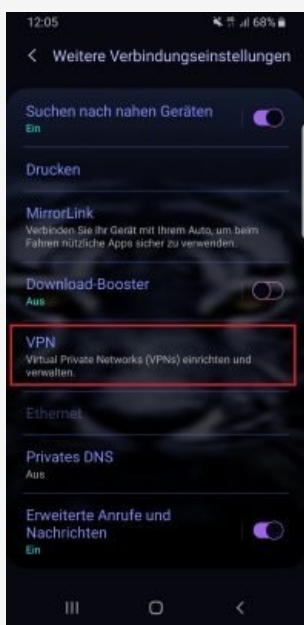 12:05 68%
Weitere Verbindungseinstellungen
Suchen nach nahen Geräten
Ein
Drucken
MirrorLink
Verbinden Sie Ihr Gerät mit Ihrem Auto, um beim
Fahren nützliche Apps sicher zu verwenden.
Download-Booster
Aus
VPN
Virtual Private Networks (VPNs) einrichten und
verwalten.
Ethernet
Privates DNS
Aus
Erweiterte Anrufe und
Nachrichten
Ein